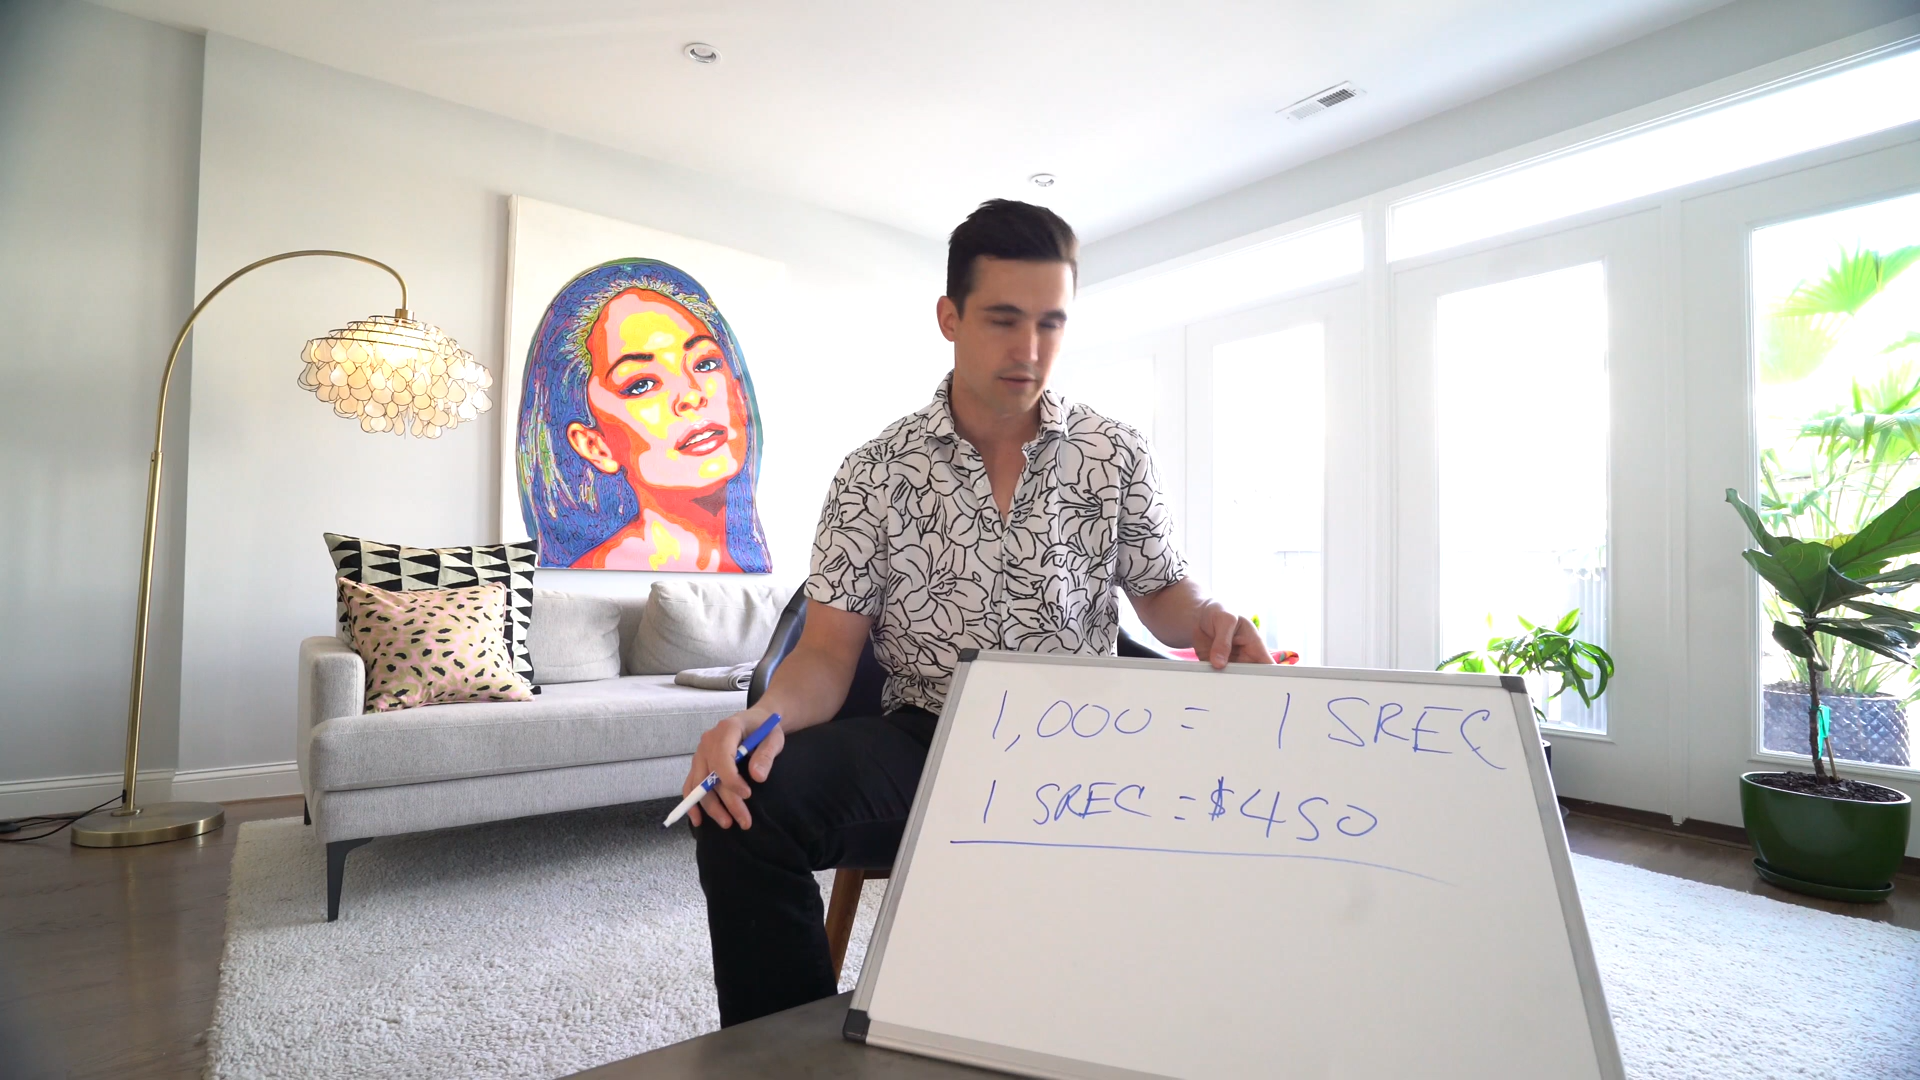 1,000 = 1 SREC
1 SREC = $450